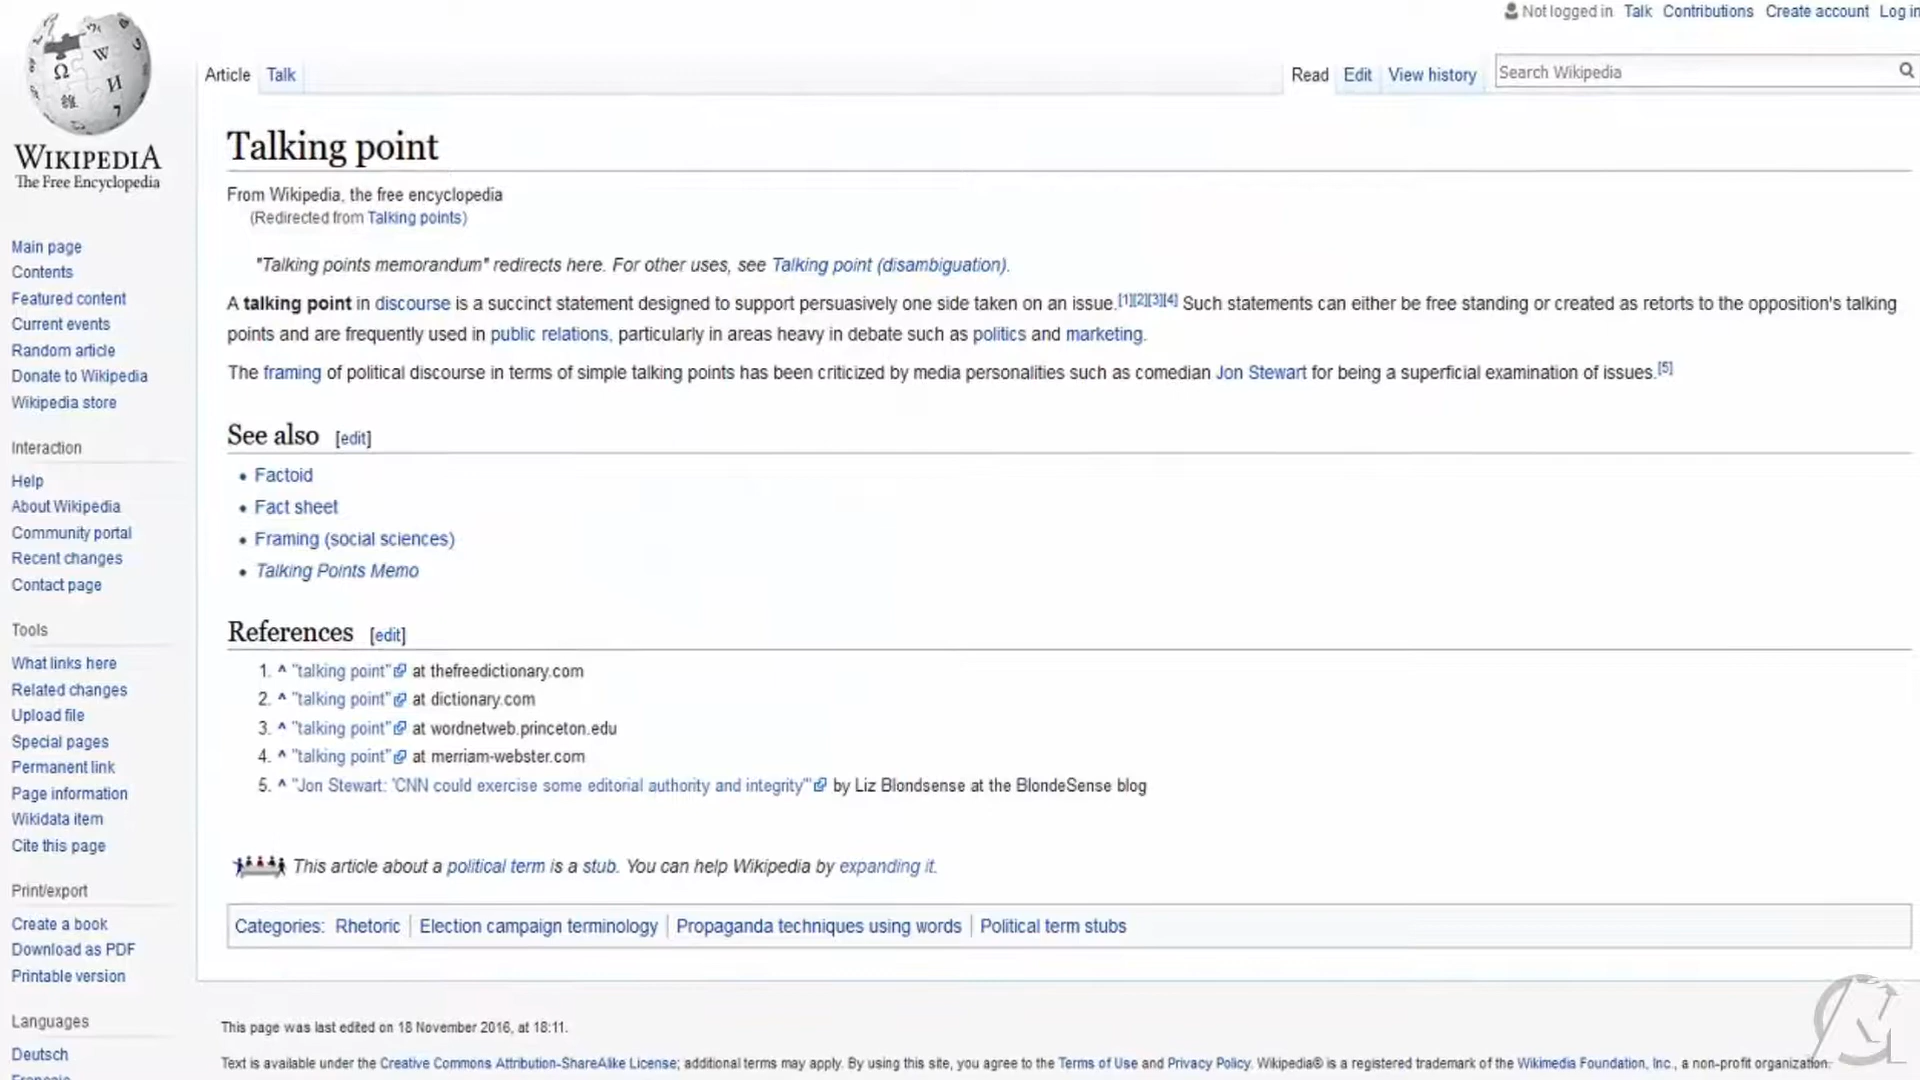 Not logged in Talk Contributions Create account Log in
Article Talk
Read Edit View history Search Wikipedia
WIKIPEDIA
The Free Encyclopedia
Main page
Contents
Featured content
Current events
Random article
Donate to Wikipedia
Wikipedia store
Interaction
Help
About Wikipedia
Community portal
Recent changes
Contact page
Tools
What links here
Related changes
Upload file
Special pages
Permanent link
Page information
Wikidata item
Cite this page
Print/export
Create a book
Download as PDF
Printable version
Languages
Deutsch
Français
Talking point
From Wikipedia, the free encyclopedia
(Redirected from Talking points)
"Talking points memorandum" redirects here. For other uses, see Talking point (disambiguation).
A talking point in discourse is a succinct statement designed to support persuasively one side taken on an issue.[1][2][3][4] Such statements can either be free standing or created as retorts to the opposition's talking
points and are frequently used in public relations, particularly in areas heavy in debate such as politics and marketing.
The framing of political discourse in terms of simple talking points has been criticized by media personalities such as comedian Jon Stewart for being a superficial examination of issues.[5]
See also [edit]
• Factoid
• Fact sheet
• Framing (social sciences)
• Talking Points Memo
References [edit]
1. ^ "talking point" at thefreedictionary.com
2. ^ "talking point" at dictionary.com
3. ^ "talking point" at wordnetweb.princeton.edu
4. ^ "talking point" at merriam-webster.com
5. ^ "Jon Stewart: 'CNN could exercise some editorial authority and integrity'" by Liz Blondsense at the BlondeSense blog
This article about a political term is a stub. You can help Wikipedia by expanding it.
Categories: Rhetoric | Election campaign terminology | Propaganda techniques using words | Political term stubs
This page was last edited on 18 November 2016, at 18:11.
Text is available under the Creative Commons Attribution-ShareAlike License; additional terms may apply. By using this site, you agree to the Terms of Use and Privacy Policy. Wikipedia® is a registered trademark of the Wikimedia Foundation, Inc., a non-profit organization.